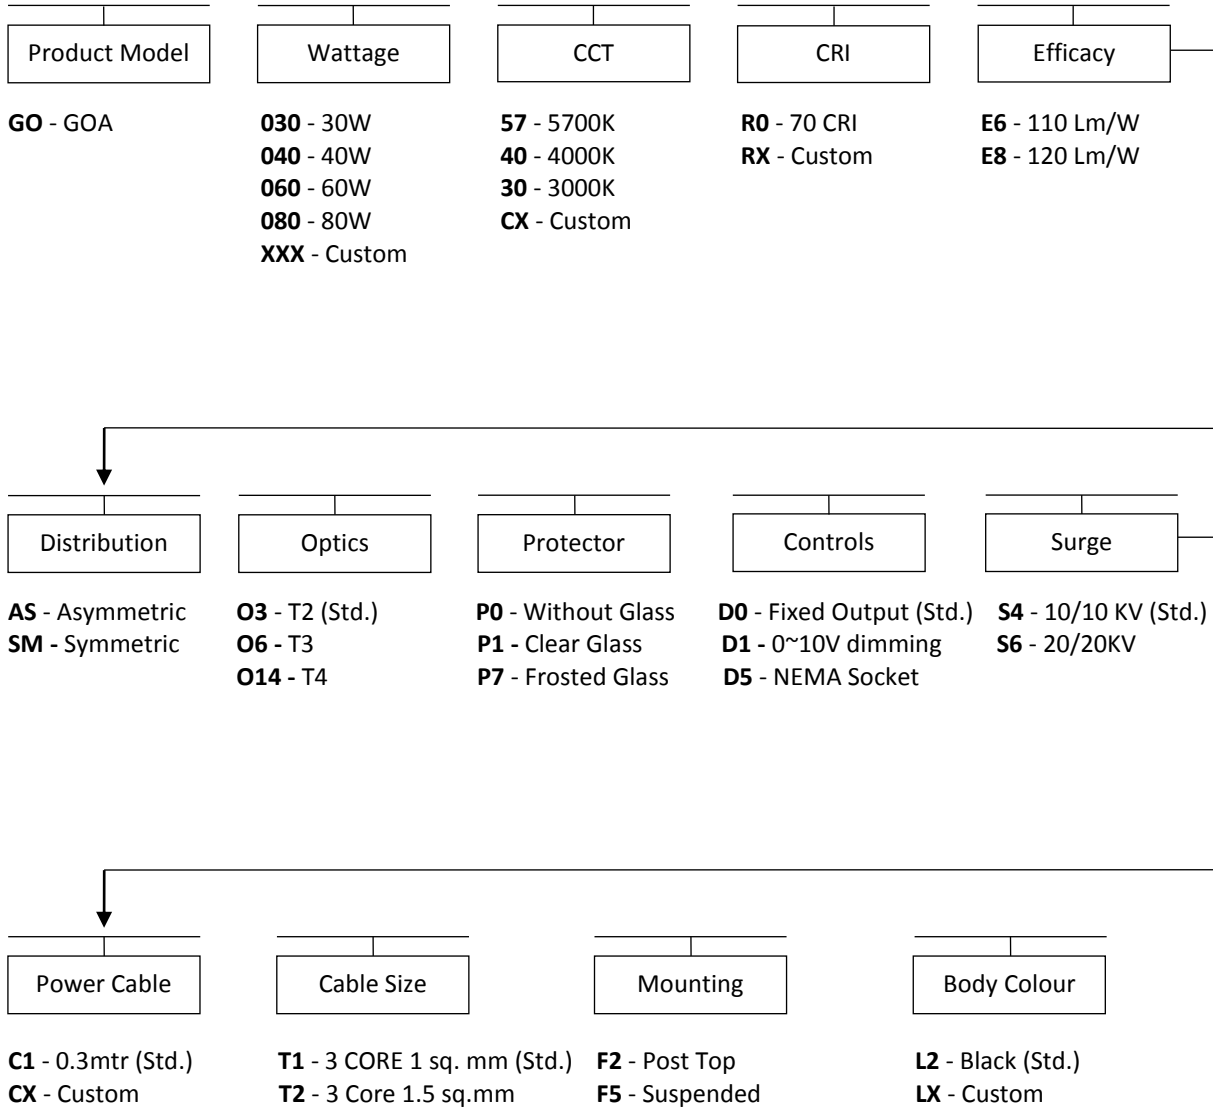 Product Model Wattage CCT CRI Efficacy
GO - GOA 030 - 30W 57 - 5700K R0 - 70 CRI E6 - 110 Lm/W
040 - 40W 40 - 4000K RX - Custom E8 - 120 Lm/W
060 - 60W 30 - 3000K
080 - 80W CX - Custom
XXX - Custom
Distribution Optics Protector Controls Surge
AS - Asymmetric O3 - T2 (Std.) P0 - Without Glass D0 - Fixed Output (Std.) S4 - 10/10 KV (Std.)
SM - Symmetric O6 - T3 P1 - Clear Glass D1 - 0~10V dimming S6 - 20/20KV
O14 - T4 P7 - Frosted Glass D5 - NEMA Socket
Power Cable Cable Size Mounting Body Colour
C1 - 0.3mtr (Std.) T1 - 3 CORE 1 sq. mm (Std.) F2 - Post Top L2 - Black (Std.)
CX - Custom T2 - 3 Core 1.5 sq.mm F5 - Suspended LX - Custom